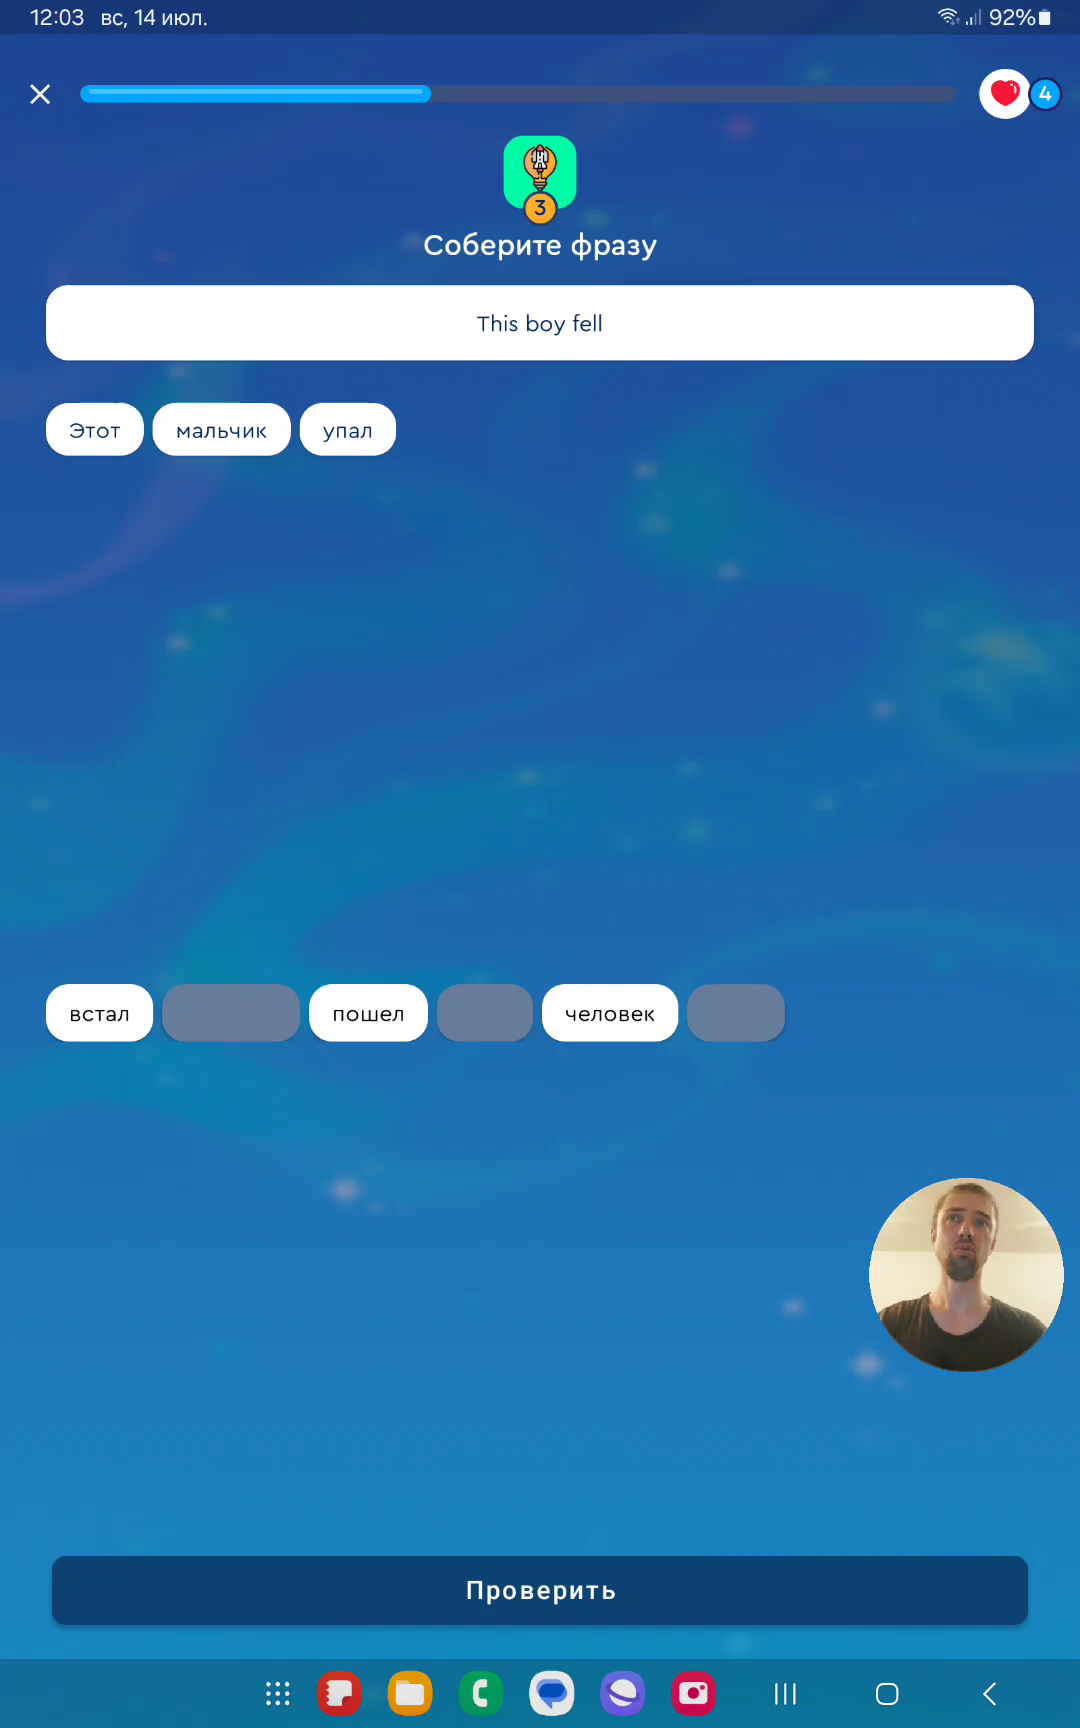 12:03 вс, 14 июл. 92%
4
3
Соберите фразу
This boy fell
Этот мальчик упал
встал пошел человек
Проверить